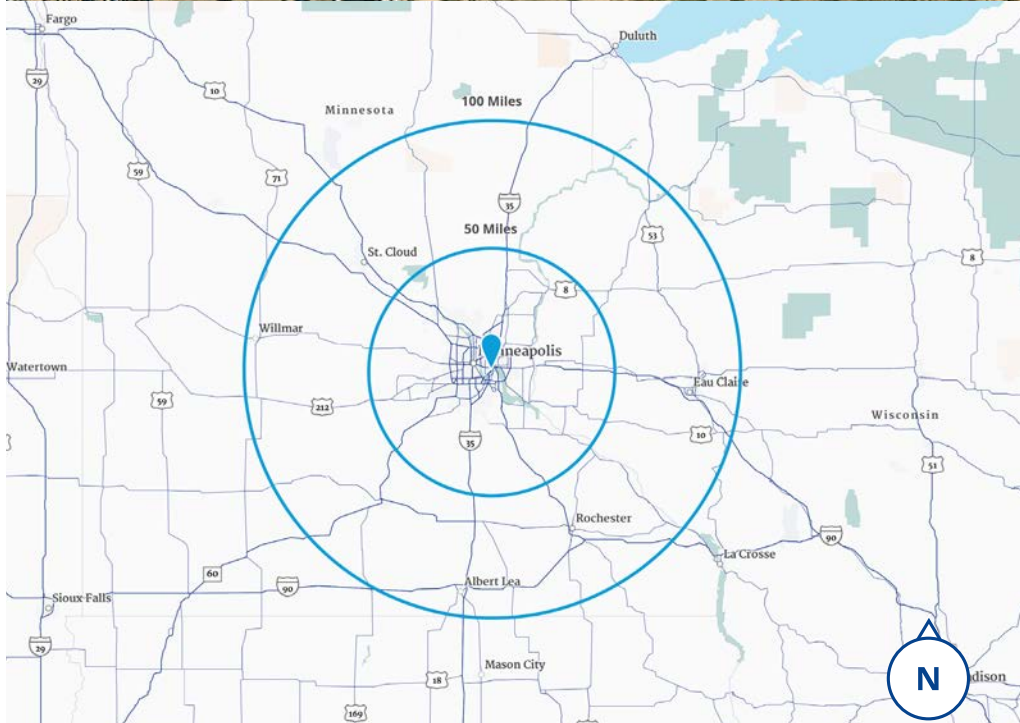 Fargo
Duluth
29
10
100 Miles
Minnesota
59
71
35
50 Miles
53
St. Cloud
8
8
Willmar
nneapolis
Watertown
Eau Claire
59
212
Wisconsin
35
10
51
Rochester
90
La Crosse
60
90
Albert Lea
Sioux Falls
29
Mason City
18
N
dison
169